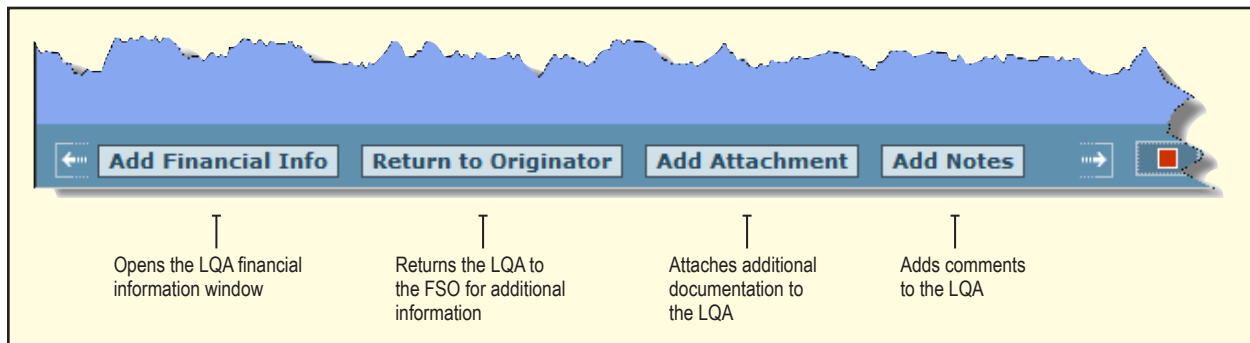 Add Financial Info
Return to Originator
Add Attachment
Add Notes
Opens the LQA financial
information window
Returns the LQA to
the FSO for additional
information
Attaches additional
documentation to
the LQA
Adds comments
to the LQA